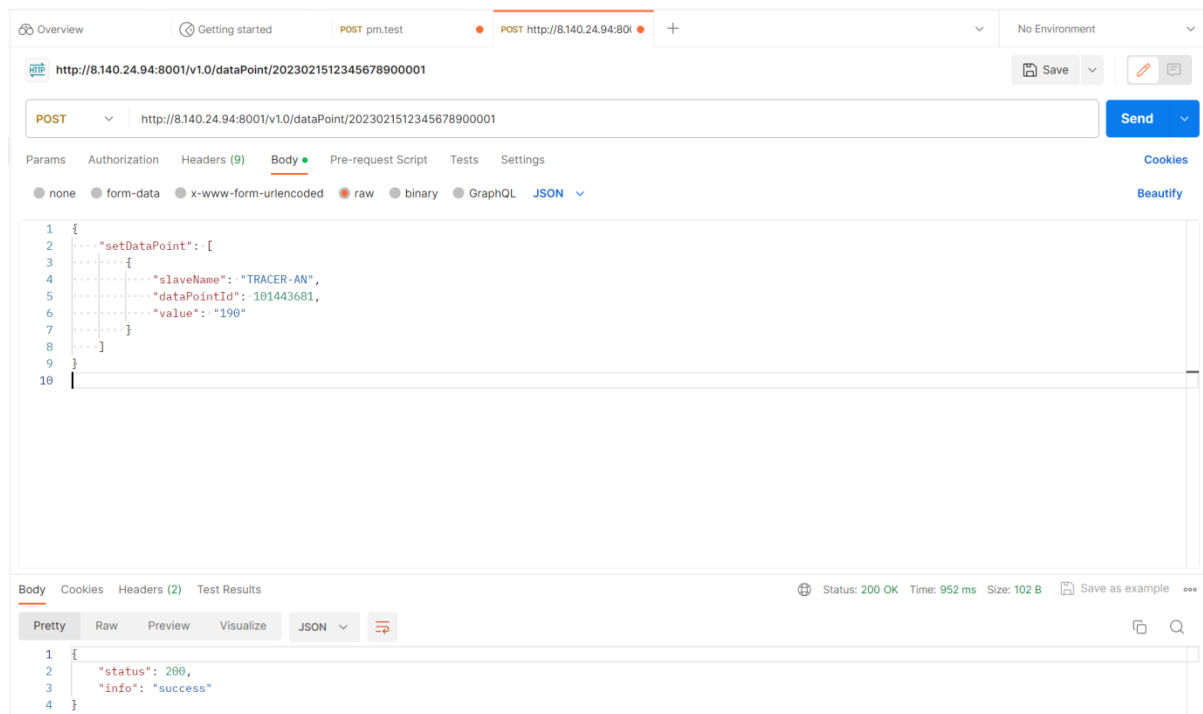 Overview Getting started POST pm.test POST http://8.140.24.94:80( No Environment
HTTP http://8.140.24.94:8001/v1.0/dataPoint/2023021512345678900001 Save
POST http://8.140.24.94:8001/v1.0/dataPoint/2023021512345678900001 Send
Params Authorization Headers (9) Body Pre-request Script Tests Settings Cookies
none form-data x-www-form-urlencoded raw binary GraphQL JSON Beautify
1 {
2 "setDataPoint": [
3 {
4 "slaveName": "TRACER-AN",
5 "dataPointId": 101443681,
6 "value": "190"
7 }
8 ]
9 }
10
Body Cookies Headers (2) Test Results Status: 200 OK Time: 952 ms Size: 102 B Save as example
Pretty Raw Preview Visualize JSON
1 {
2 "status": 200,
3 "info": "success"
4 }